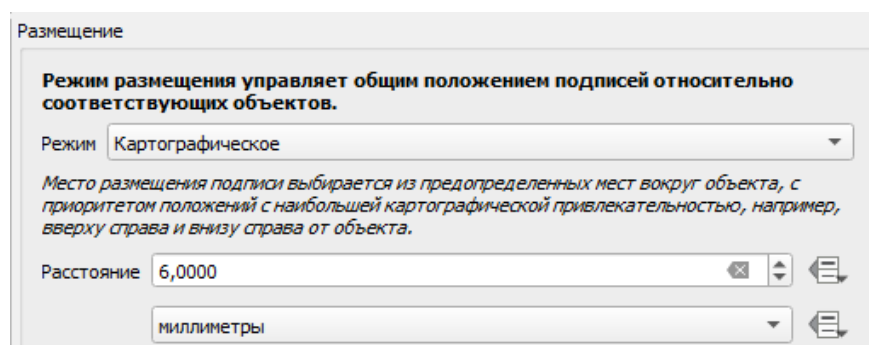 Размещение
Режим размещения управляет общим положением подписей относительно
соответствующих объектов.
Режим Картографическое
Место размещения подписи выбирается из предопределенных мест вокруг объекта, с
приоритетом положений с наибольшей картографической привлекательностью, например,
вверху справа и внизу справа от объекта.
Расстояние 6,0000
миллиметры